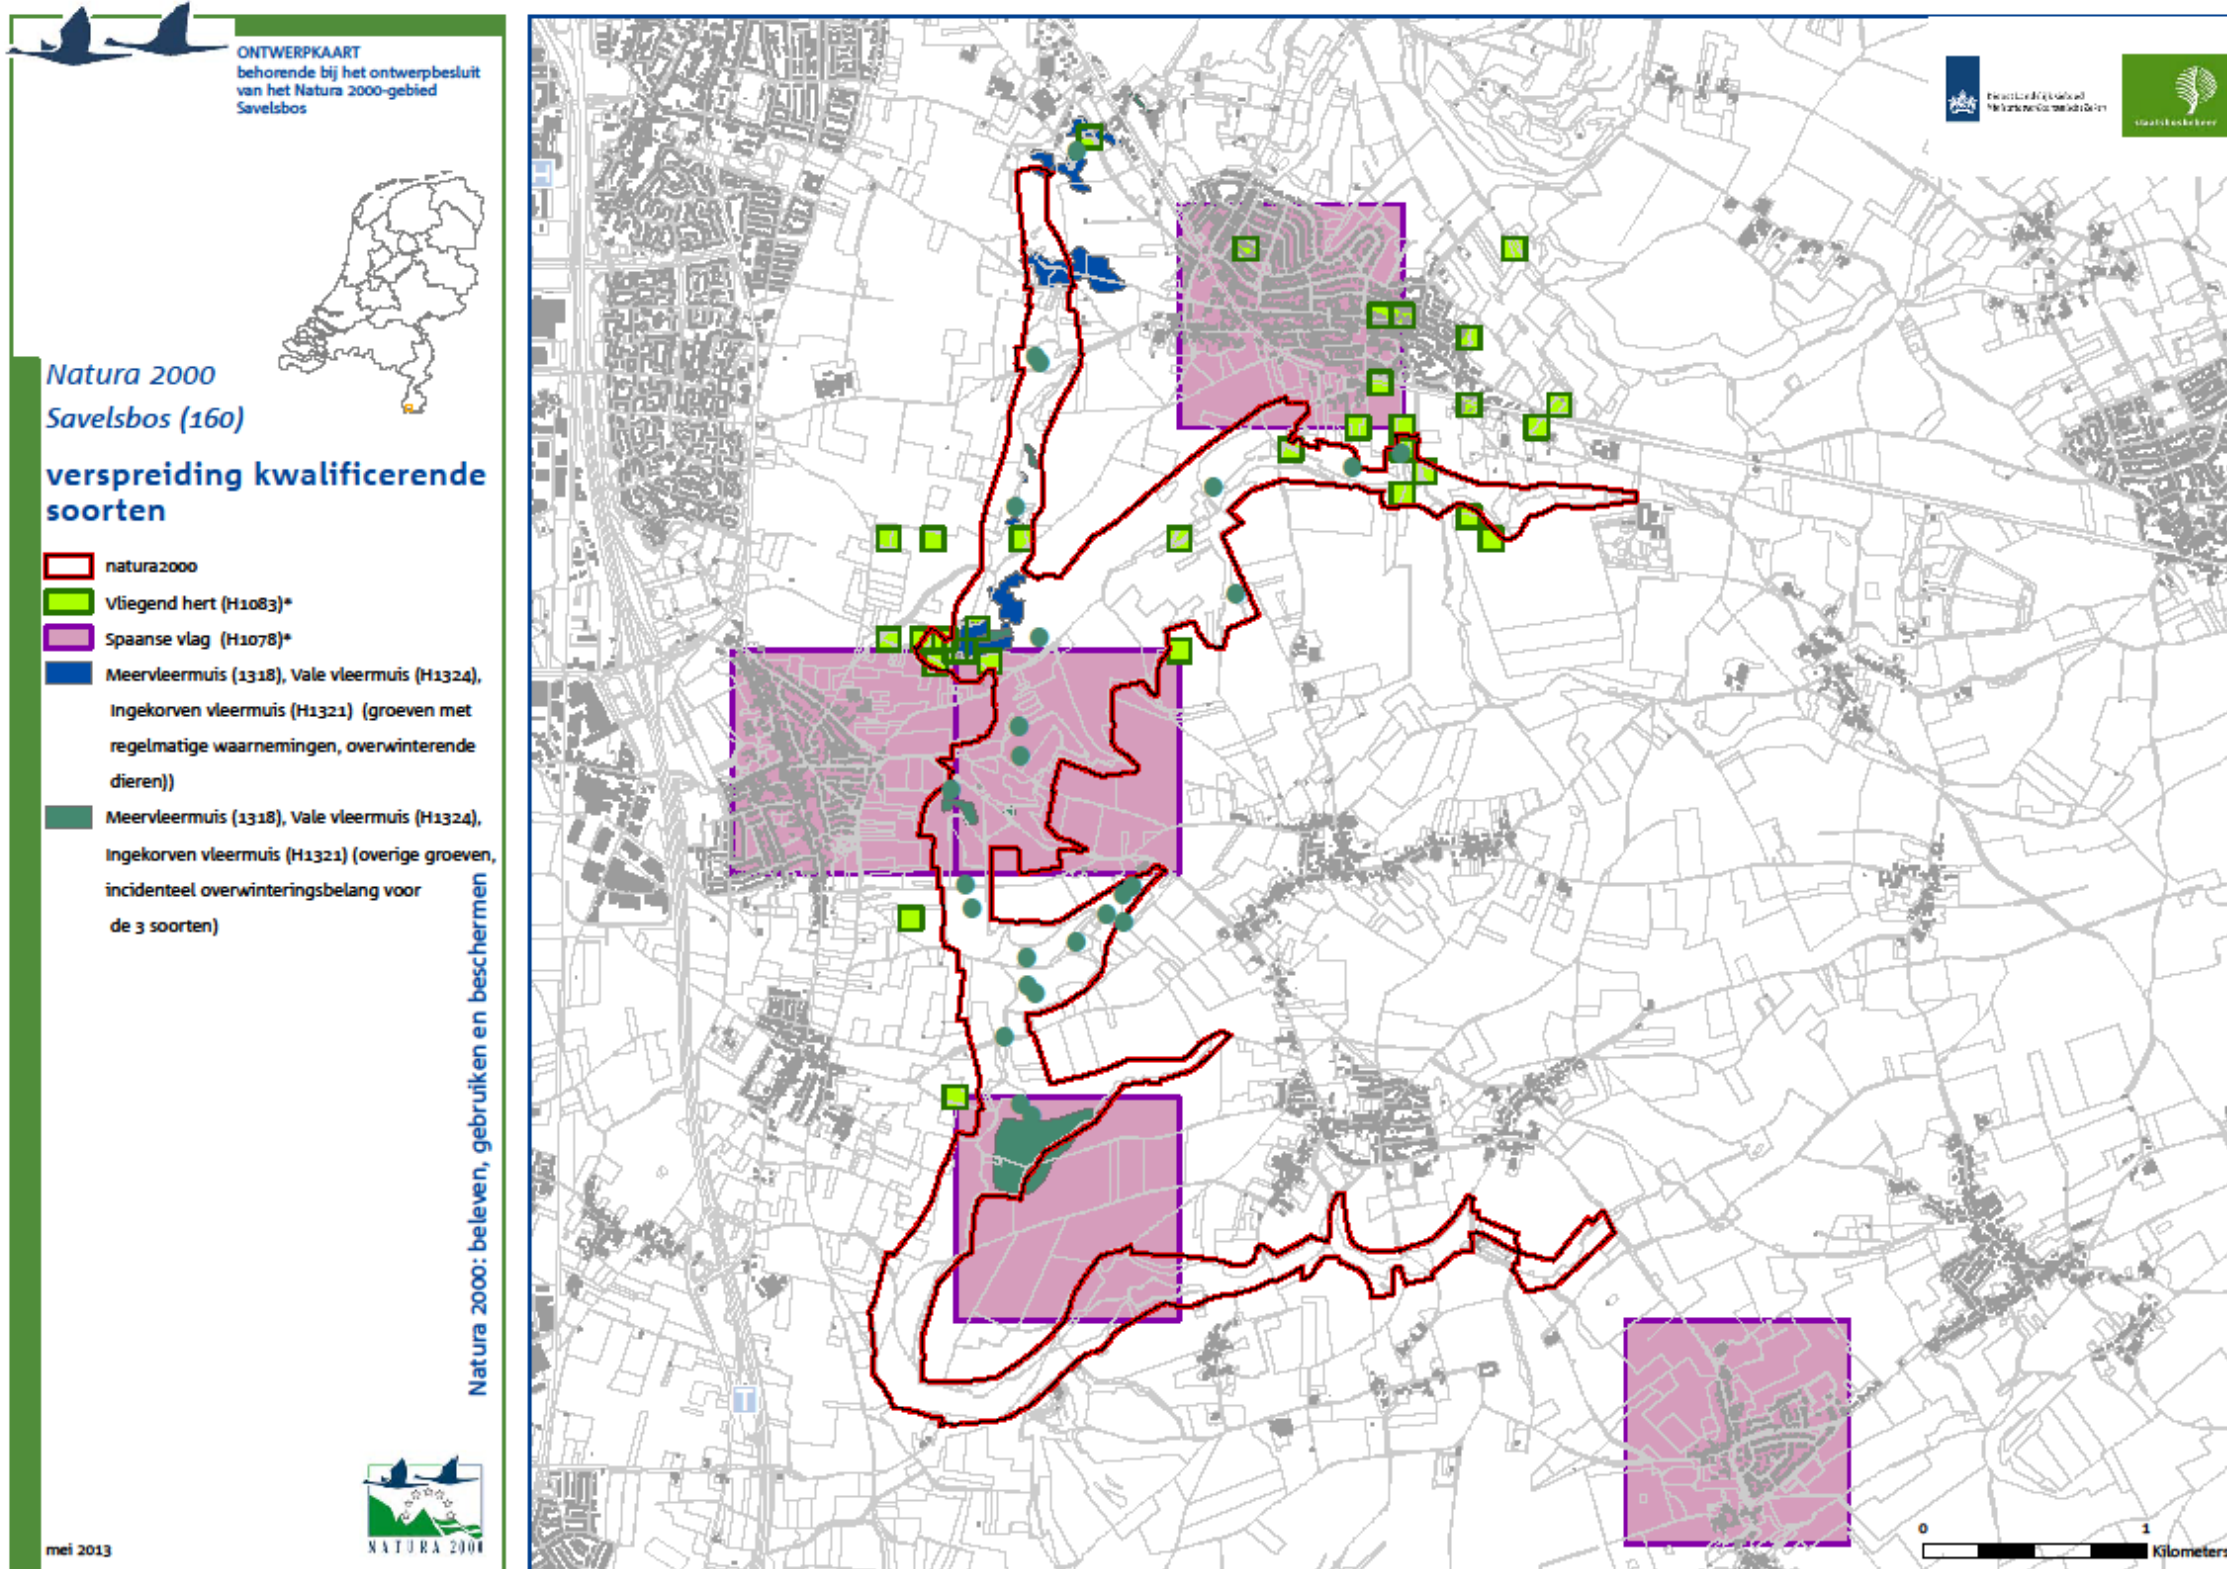 ONTWERPKAART
behorende bij het ontwerpbesluit
van het Natura 2000-gebied
Savelsbos
Natura 2000
Savelsbos (160)
verspreiding kwalificerende
soorten
natura2000
Vliegend hert (H1083)*
Spaanse vlag (H1078)*
Meervleermuis (1318), Vale vleermuis (H1324),
Ingekorven vleermuis (H1321) (groeven met
regelmatige waarnemingen, overwinterende
dieren))
Meervleermuis (1318), Vale vleermuis (H1324),
Ingekorven vleermuis (H1321) (overige groeven,
incidenteel overwinteringsbelang voor
de 3 soorten)
Natura 2000: beleven, gebruiken en beschermen
mei 2013
NATURA 2000
H
T
staatsbosbeheer
0 1
Kilometers